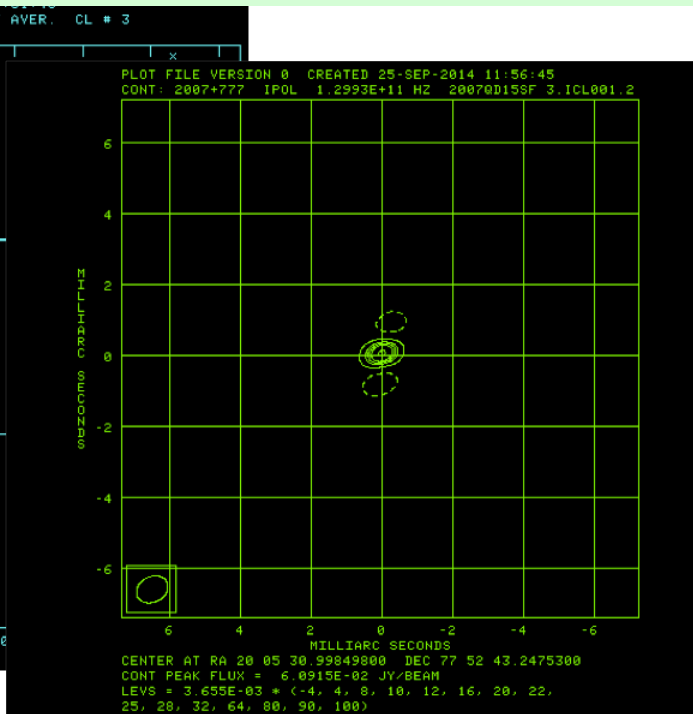 AVER. CL # 3
x
PLOT FILE VERSION 0 CREATED 25-SEP-2014 11:56:45
CONT: 2007+777 IPOL 1.2993E+11 HZ 2007QD15SF 3.ICL001.2
6
4
2
0
-2
-4
-6
MILLIARC SECONDS
6 4 2 0 -2 -4 -6
MILLIARC SECONDS
CENTER AT RA 20 05 30.99849800 DEC 77 52 43.2475300
CONT PEAK FLUX = 6.0915E-02 JY/BEAM
LEVS = 3.655E-03 * (-4, 4, 8, 10, 12, 16, 20, 22,
25, 28, 32, 64, 80, 90, 100)